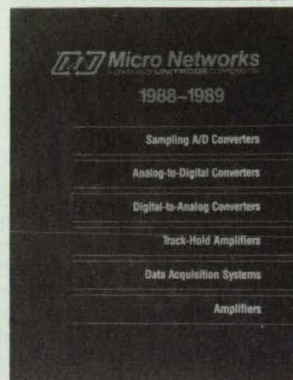 Micro Networks
UNITRODE
1988–1989
Sampling A/D Converters
Analog-to-Digital Converters
Digital-to-Analog Converters
Track-Hold Amplifiers
Data Acquisition Systems
Amplifiers